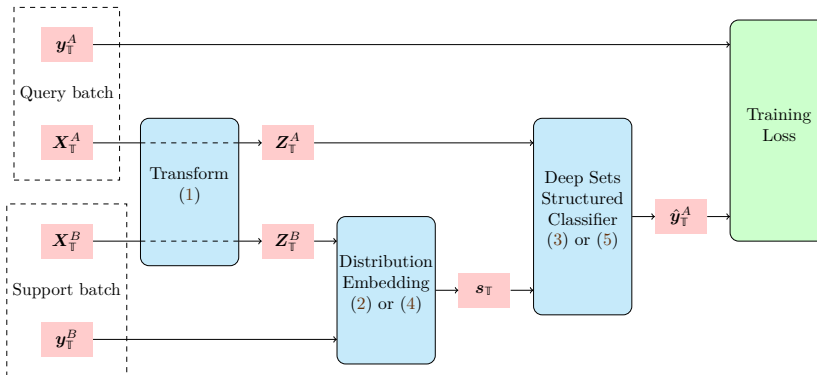 𝒚_𝕋^A
Query batch
𝑿_𝕋^A
Transform
(1)
𝒁_𝕋^A
𝑿_𝕋^B
Support batch
𝒚_𝕋^B
𝒁_𝕋^B
Distribution
Embedding
(2) or (4)
𝒔_𝕋
Deep Sets
Structured
Classifier
(3) or (5)
ŷ_𝕋^A
Training
Loss